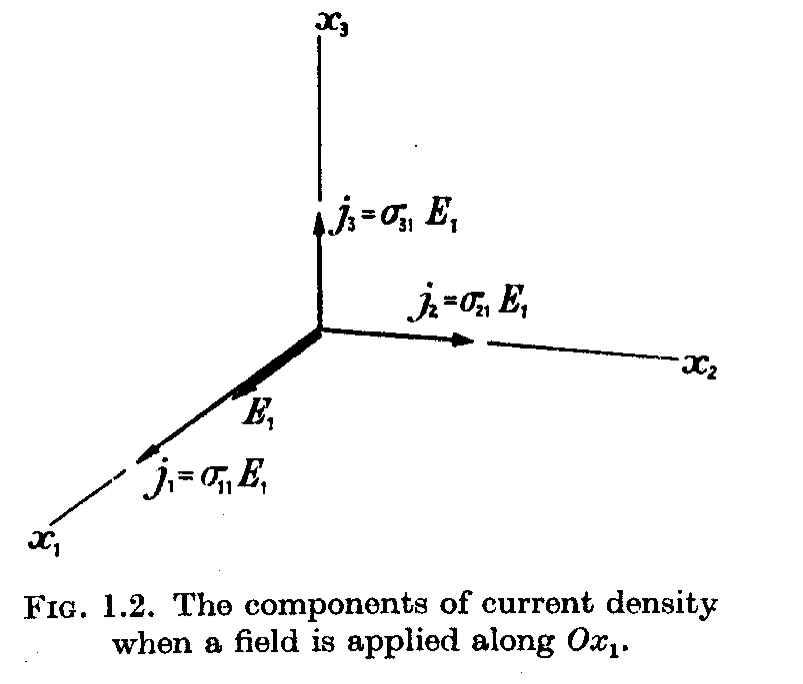 x₃
j₃=σ₃₁ E₁
j₂=σ₂₁ E₁
x₂
E₁
j₁=σ₁₁ E₁
x₁
FIG. 1.2. The components of current density
when a field is applied along Ox₁.